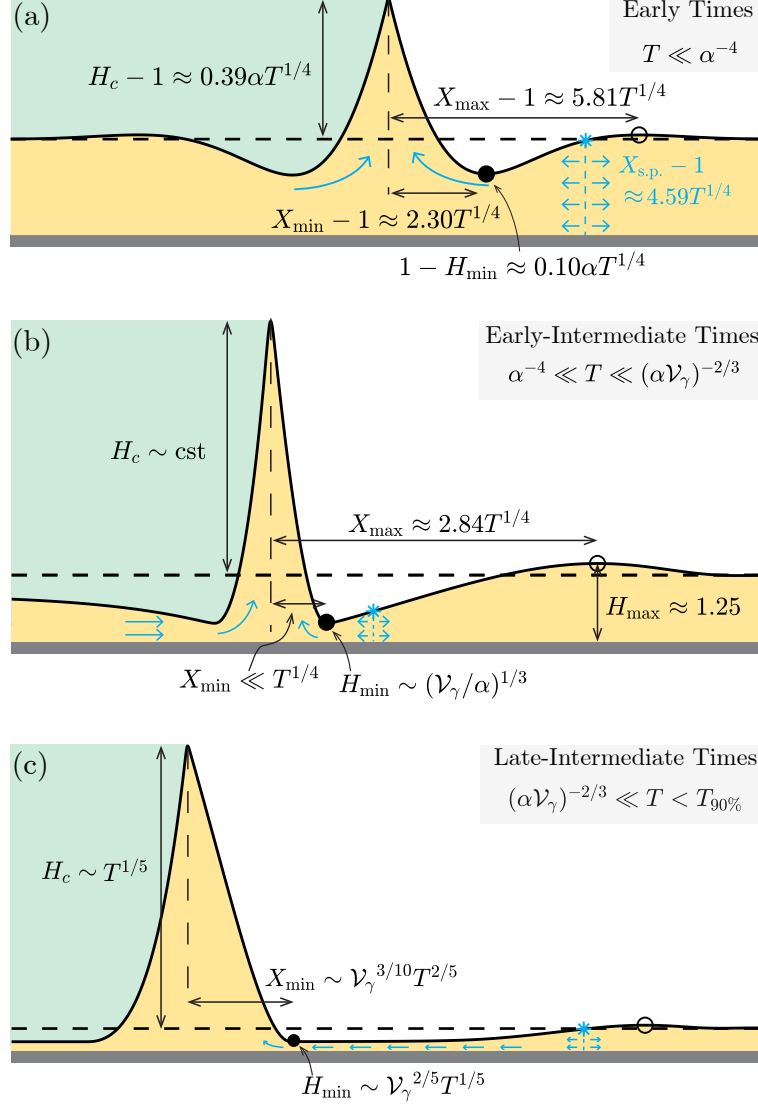 (a)
Early Times
T ≪ α⁻⁴
H_c − 1 ≈ 0.39αT^{1/4}
X_max − 1 ≈ 5.81T^{1/4}
X_s.p. − 1
≈ 4.59T^{1/4}
X_min − 1 ≈ 2.30T^{1/4}
1 − H_min ≈ 0.10αT^{1/4}
(b)
Early-Intermediate Times
α⁻⁴ ≪ T ≪ (α𝒱_γ)^{−2/3}
H_c ∼ cst
X_max ≈ 2.84T^{1/4}
H_max ≈ 1.25
X_min ≪ T^{1/4}
H_min ∼ (𝒱_γ/α)^{1/3}
(c)
Late-Intermediate Times
(α𝒱_γ)^{−2/3} ≪ T < T_{90%}
H_c ∼ T^{1/5}
X_min ∼ 𝒱_γ^{3/10}T^{2/5}
H_min ∼ 𝒱_γ^{2/5}T^{1/5}